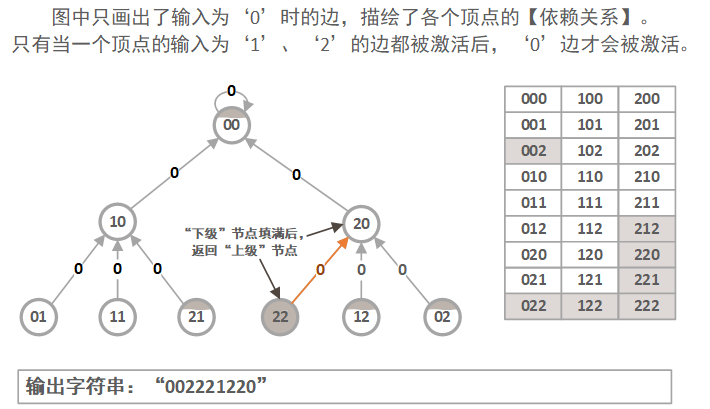 图中只画出了输入为‘0’时的边，描绘了各个顶点的【依赖关系】。
只有当一个顶点的输入为‘1’、‘2’的边都被激活后，‘0’边才会被激活。
0
00
0
0
10
20
“下级”节点填满后，
返回“上级”节点
0
0
0
0
0
0
01
11
21
22
12
02
000 100 200
001 101 201
002 102 202
010 110 210
011 111 211
012 112 212
020 120 220
021 121 221
022 122 222
输出字符串：“002221220”